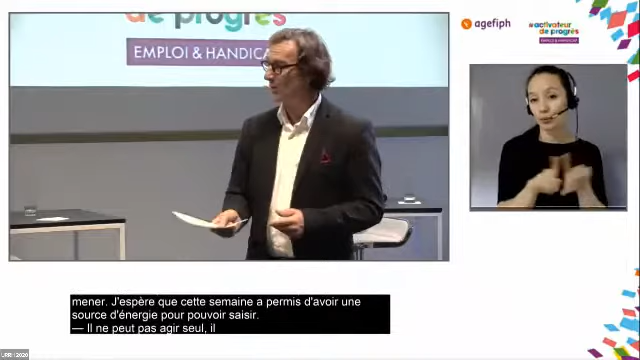 de progrès
EMPLOI & HANDICAP
agefiph
#activateur
de progrès
EMPLOI & HANDICAP
mener. J'espère que cette semaine a permis d'avoir une
source d'énergie pour pouvoir saisir.
— Il ne peut pas agir seul, il